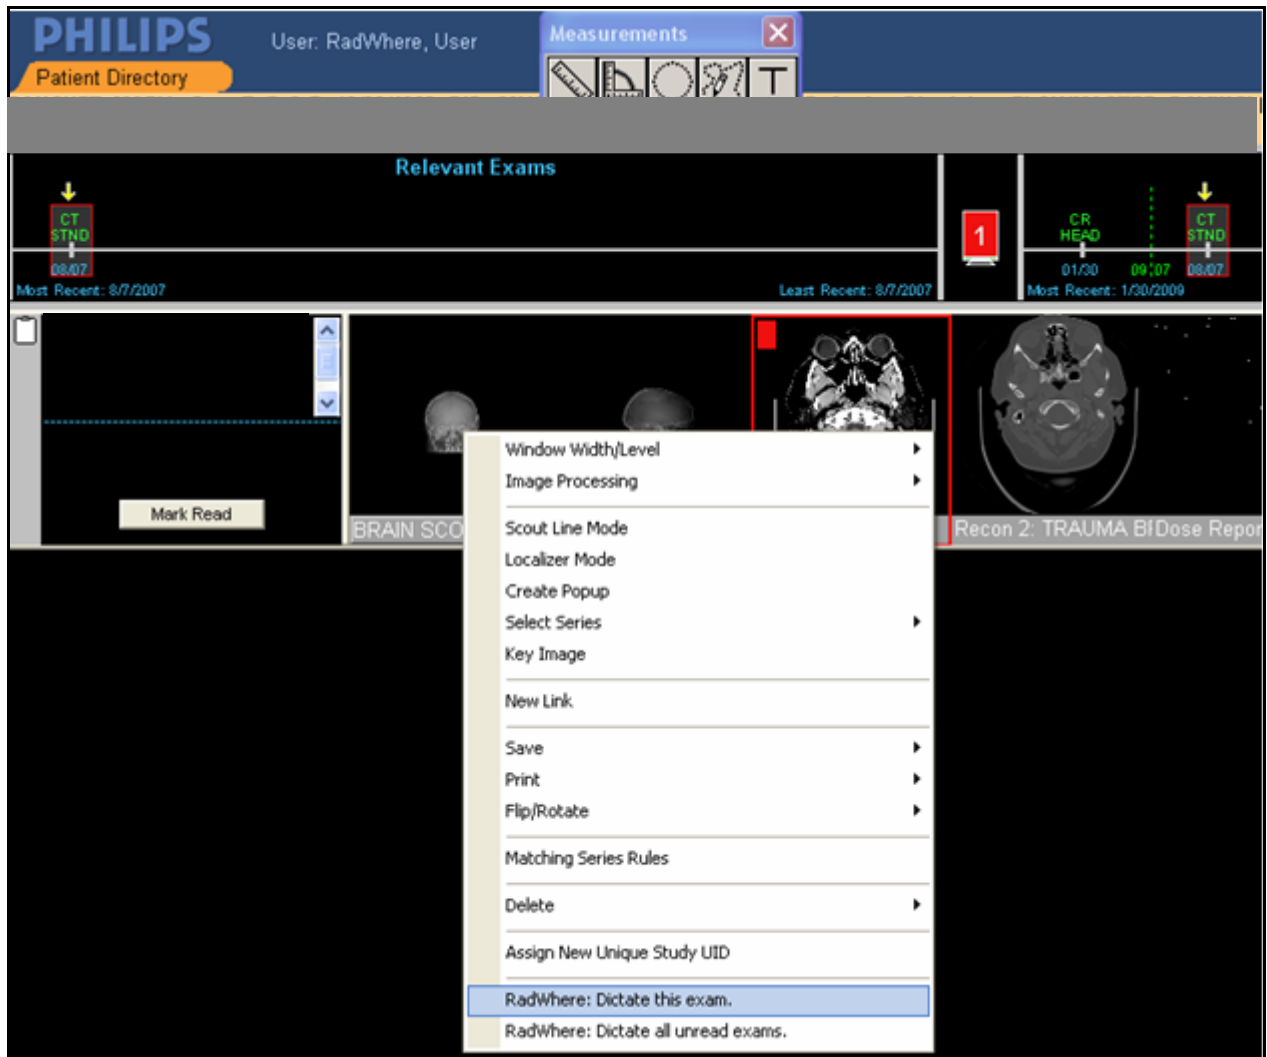 PHILIPS
User: RadWhere, User
Measurements
Patient Directory
T
Relevant Exams
CT
STND
08/07
Most Recent: 8/7/2007
Least Recent: 8/7/2007
1
CR
HEAD
01/30
09:07
CT
STND
08/07
Most Recent: 1/30/2009
Mark Read
BRAIN SCO
Recon 2: TRAUMA BF
Dose Repor
Window Width/Level
Image Processing
Scout Line Mode
Localizer Mode
Create Popup
Select Series
Key Image
New Link
Save
Print
Flip/Rotate
Matching Series Rules
Delete
Assign New Unique Study UID
RadWhere: Dictate this exam.
RadWhere: Dictate all unread exams.